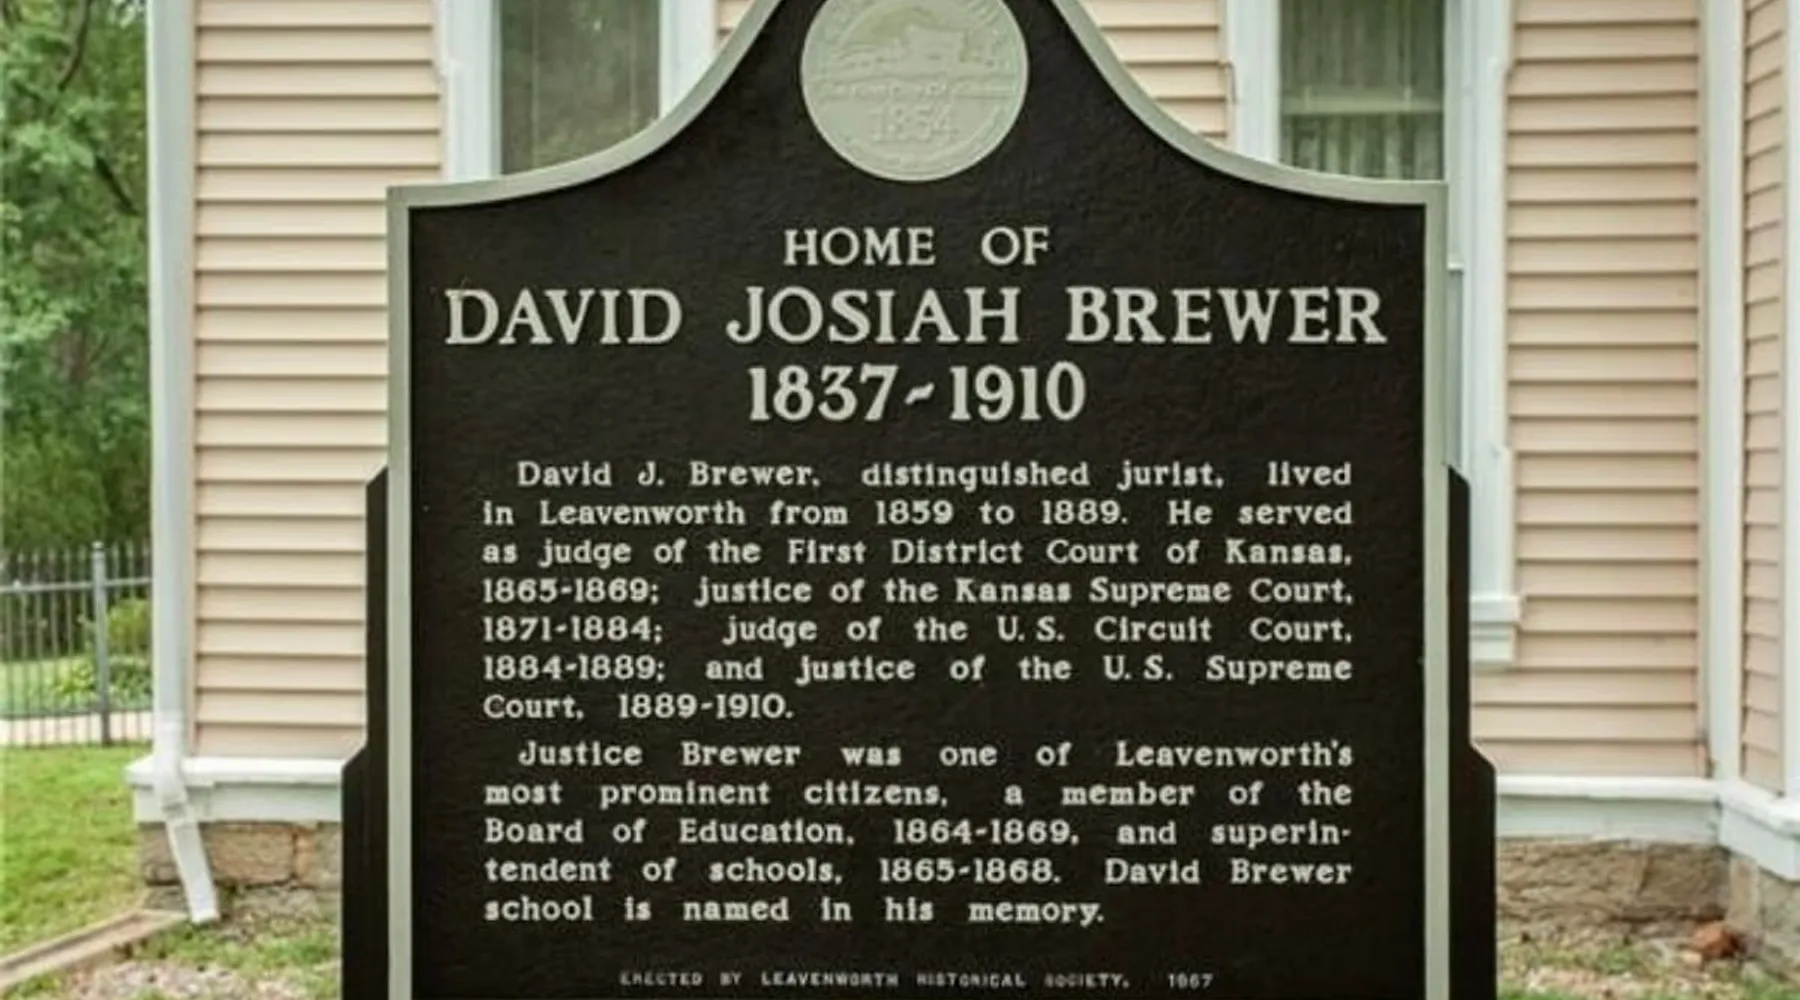 1854
HOME OF
DAVID JOSIAH BREWER
1837~1910
David J. Brewer, distinguished jurist, lived
in Leavenworth from 1859 to 1889. He served
as judge of the First District Court of Kansas,
1865-1869; justice of the Kansas Supreme Court,
1871-1884; judge of the U.S. Circuit Court,
1884-1889; and justice of the U.S. Supreme
Court, 1889-1910.
Justice Brewer was one of Leavenworth's
most prominent citizens, a member of the
Board of Education, 1864-1869, and superin-
tendent of schools, 1865-1868. David Brewer
school is named in his memory.
ERECTED BY LEAVENWORTH HISTORICAL SOCIETY, 1967